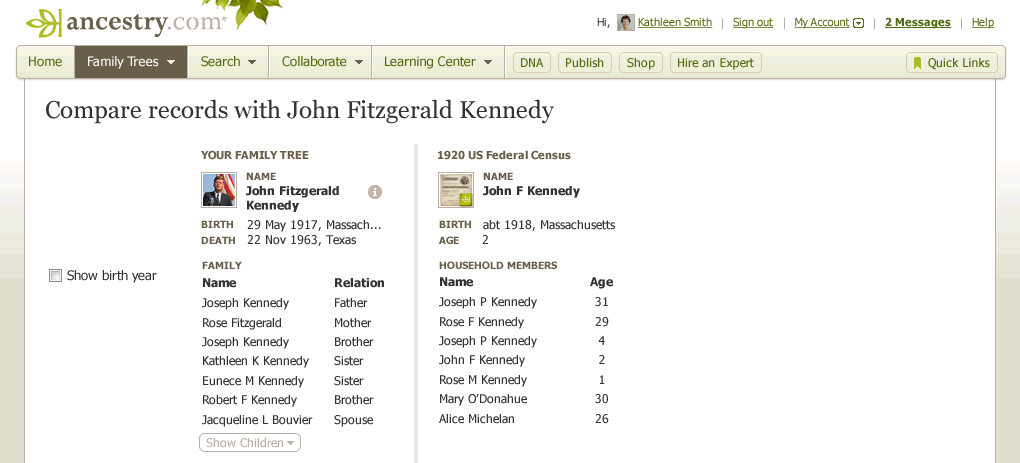 ancestry.com
Hi, Kathleen Smith | Sign out | My Account | 2 Messages | Help
Home Family Trees Search Collaborate Learning Center DNA Publish Shop Hire an Expert Quick Links
Compare records with John Fitzgerald Kennedy
Show birth year
YOUR FAMILY TREE
NAME
John Fitzgerald
Kennedy
BIRTH 29 May 1917, Massach...
DEATH 22 Nov 1963, Texas
FAMILY
Name Relation
Joseph Kennedy Father
Rose Fitzgerald Mother
Joseph Kennedy Brother
Kathleen K Kennedy Sister
Eunece M Kennedy Sister
Robert F Kennedy Brother
Jacqueline L Bouvier Spouse
Show Children
1920 US Federal Census
NAME
John F Kennedy
BIRTH abt 1918, Massachusetts
AGE 2
HOUSEHOLD MEMBERS
Name Age
Joseph P Kennedy 31
Rose F Kennedy 29
Joseph P Kennedy 4
John F Kennedy 2
Rose M Kennedy 1
Mary O'Donahue 30
Alice Michelan 26